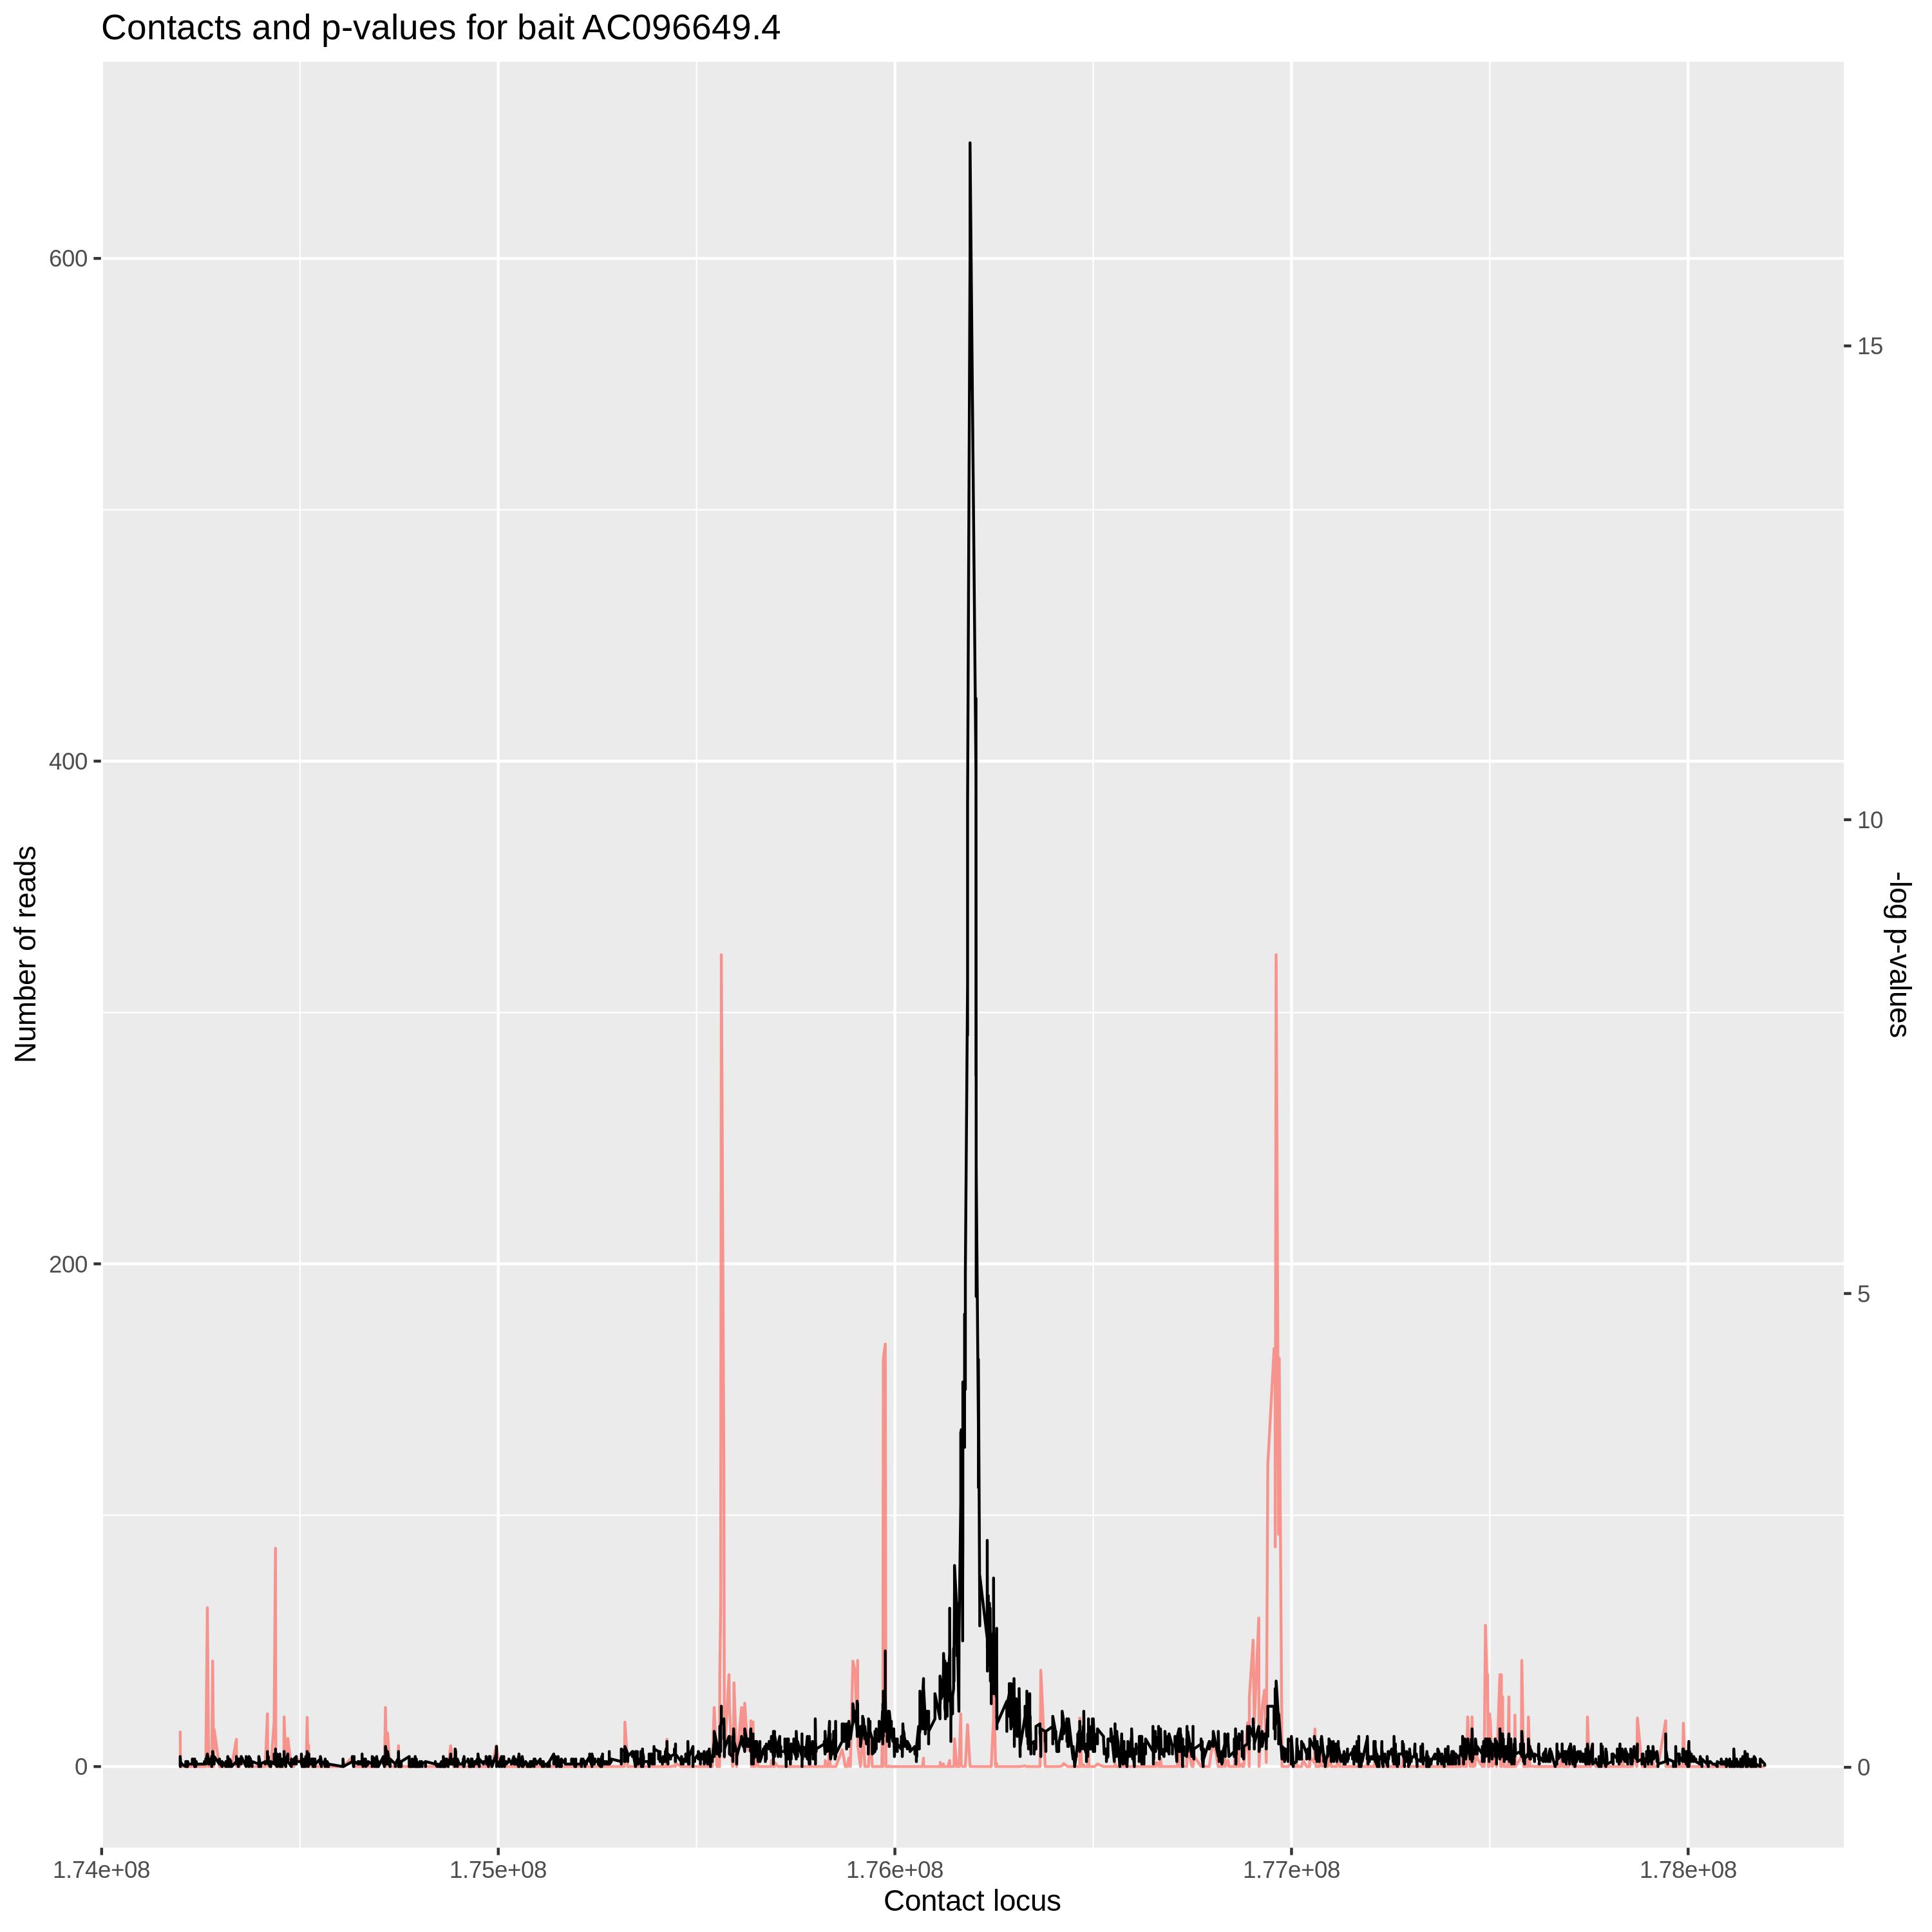 Contacts and p-values for bait AC096649.4
600
400
200
0
15
10
5
0
Number of reads
-log p-values
1.74e+08
1.75e+08
1.76e+08
1.77e+08
1.78e+08
Contact locus